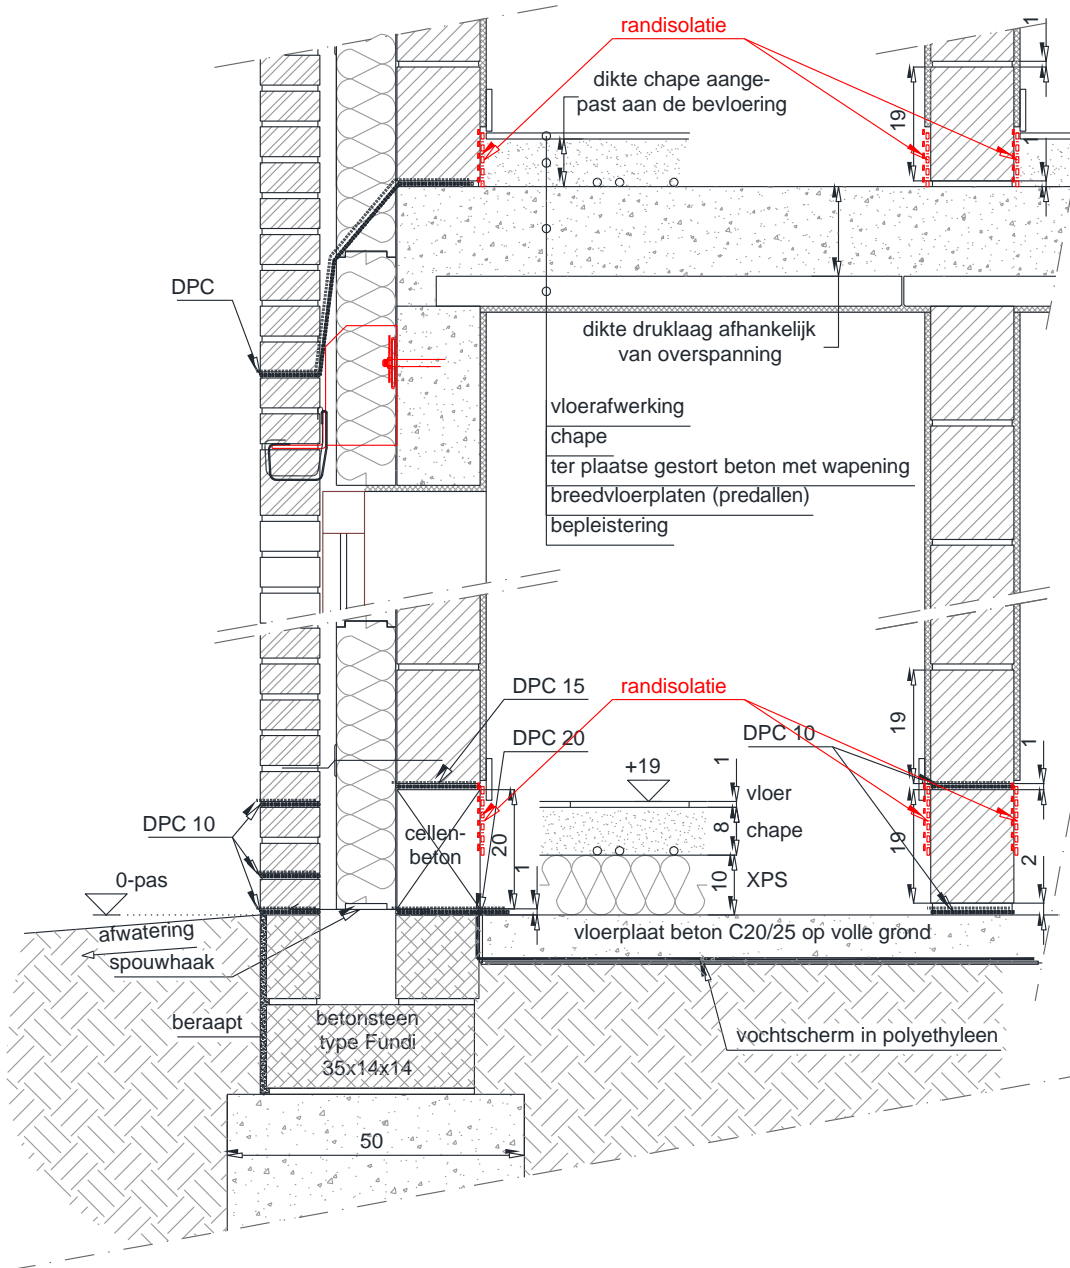 randisolatie
dikte chape aange-
past aan de bevloering
1
19
1
DPC
dikte druklaag afhankelijk
van overspanning
vloerafwerking
chape
ter plaatse gestort beton met wapening
breedvloerplaten (predallen)
bepleistering
DPC 15
randisolatie
DPC 20
DPC 10
19
1
+19
1
vloer
DPC 10
cellen-
beton
20
8
chape
19
1
10
XPS
2
0-pas
afwatering
vloerplaat beton C20/25 op volle grond
spouwhaak
beraapt
betonsteen
type Fundi
35x14x14
vochtscherm in polyethyleen
50